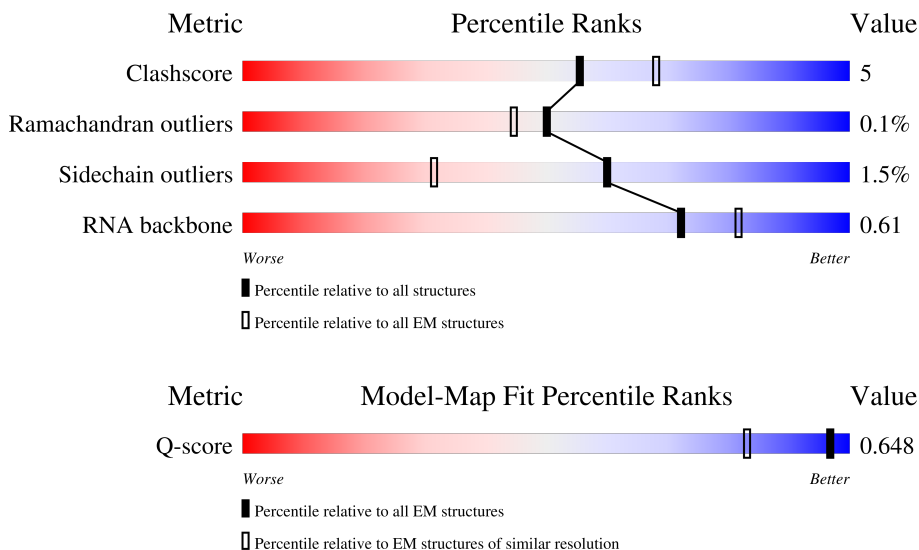 Metric Percentile Ranks Value
Clashscore 5
Ramachandran outliers 0.1%
Sidechain outliers 1.5%
RNA backbone 0.61
Worse Better
Percentile relative to all structures
Percentile relative to all EM structures
Metric Model-Map Fit Percentile Ranks Value
Q-score 0.648
Worse Better
Percentile relative to all EM structures
Percentile relative to EM structures of similar resolution